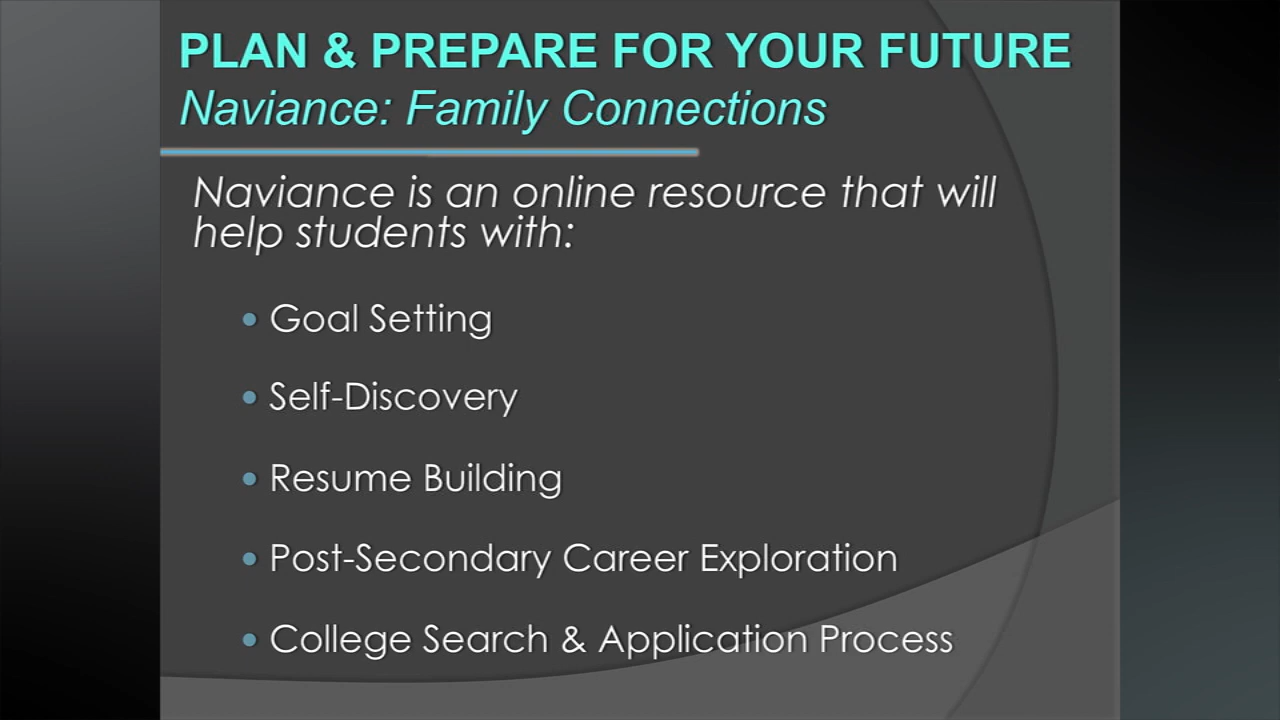 PLAN & PREPARE FOR YOUR FUTURE
Naviance: Family Connections
Naviance is an online resource that will
help students with:
• Goal Setting
• Self-Discovery
• Resume Building
• Post-Secondary Career Exploration
• College Search & Application Process